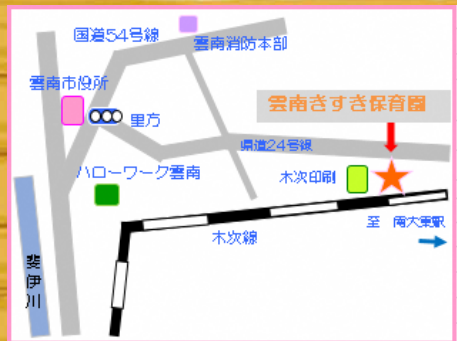 国道54号線
雲南消防本部
雲南市役所
里方
雲南きすき保育園
県道24号線
ハローワーク雲南
木次印刷
木次線
至 南大東駅
斐伊川